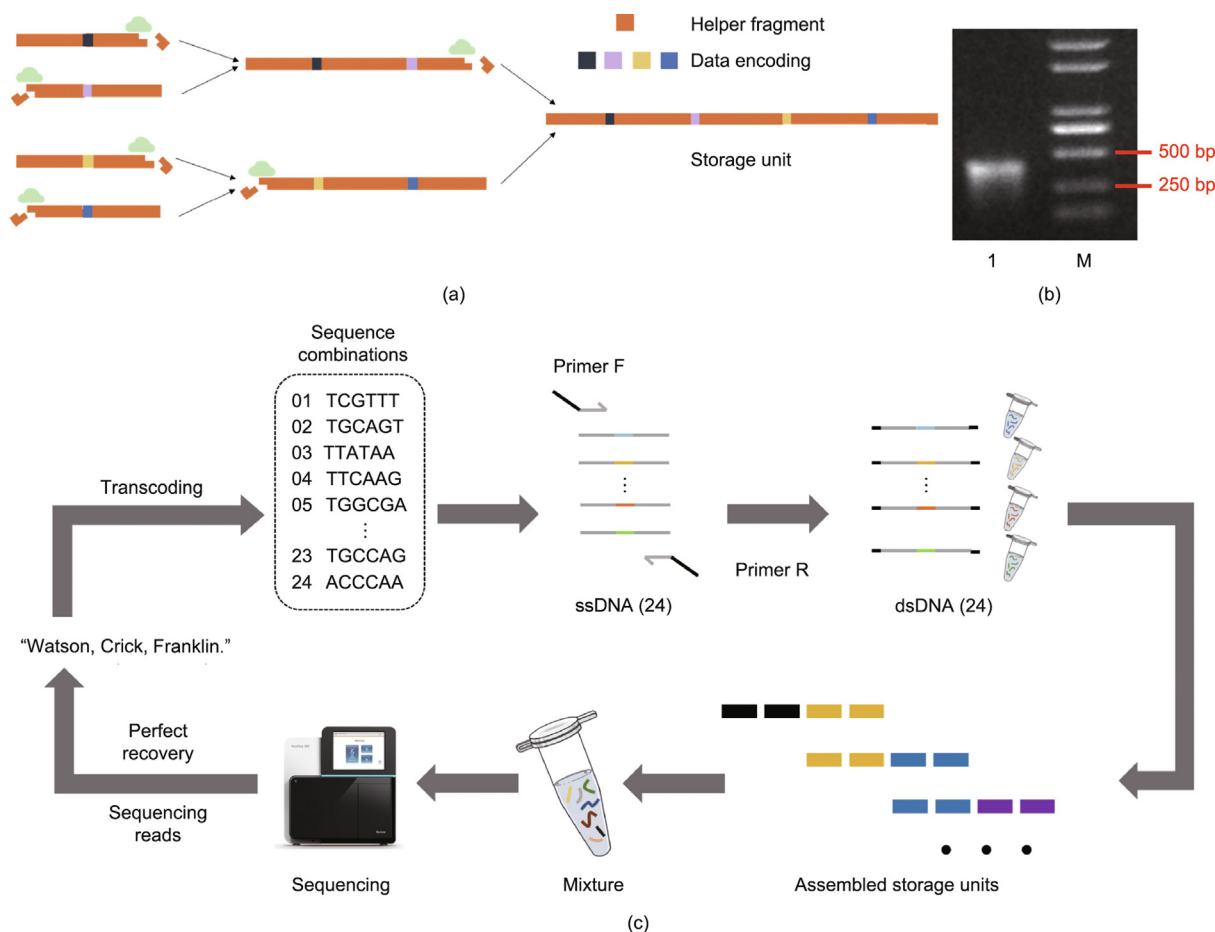 Helper fragment
Data encoding
Storage unit
500 bp
250 bp
1
M
(a)
(b)
Sequence
combinations
01 TCGTTT
02 TGCAGT
03 TTATAA
04 TTCAAG
05 TGGCGA
23 TGCCAG
24 ACCCAA
Transcoding
Primer F
Primer R
ssDNA (24)
dsDNA (24)
"Watson, Crick, Franklin."
Perfect
recovery
Sequencing
reads
Sequencing
Mixture
Assembled storage units
(c)